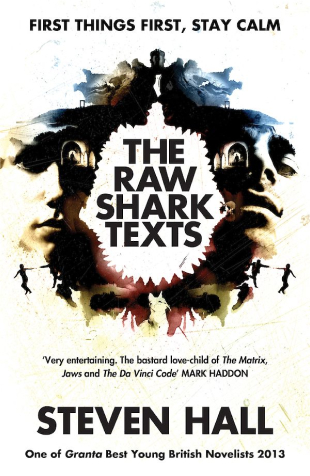 FIRST THINGS FIRST, STAY CALM
THE
RAW
SHARK
TEXTS
‘Very entertaining. The bastard love-child of The Matrix,
Jaws and The Da Vinci Code’ MARK HADDON
STEVEN HALL
One of Granta Best Young British Novelists 2013